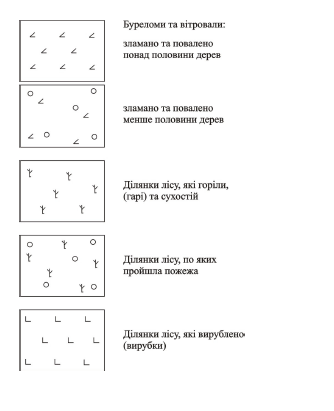 Буреломи та вітровали:
зламано та повалено
понад половини дерев
зламано та повалено
менше половини дерев
Ділянки лісу, які горіли,
(гарі) та сухостій
Ділянки лісу, по яких
пройшла пожежа
Ділянки лісу, які вирублено
(вирубки)